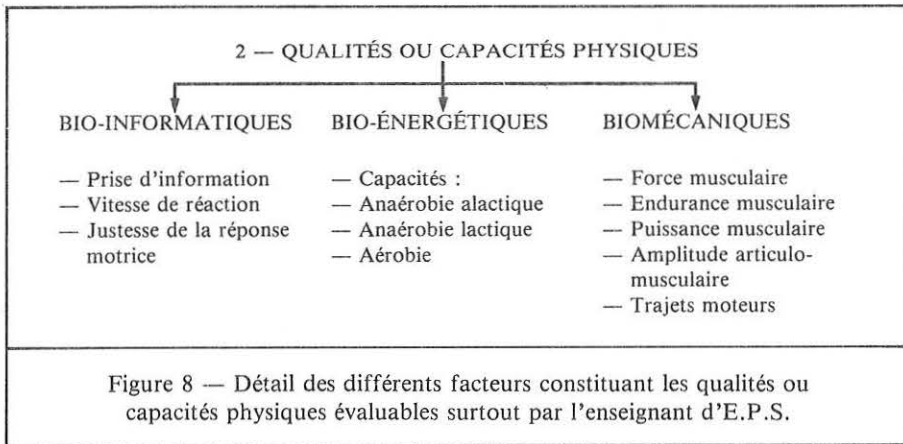 2 — QUALITÉS OU CAPACITÉS PHYSIQUES
BIO-INFORMATIQUES
— Prise d'information
— Vitesse de réaction
— Justesse de la réponse
motrice
BIO-ÉNERGÉTIQUES
— Capacités :
— Anaérobie alactique
— Anaérobie lactique
— Aérobie
BIOMÉCANIQUES
— Force musculaire
— Endurance musculaire
— Puissance musculaire
— Amplitude articulo-
musculaire
— Trajets moteurs
Figure 8 — Détail des différents facteurs constituant les qualités ou
capacités physiques évaluables surtout par l'enseignant d'E.P.S.